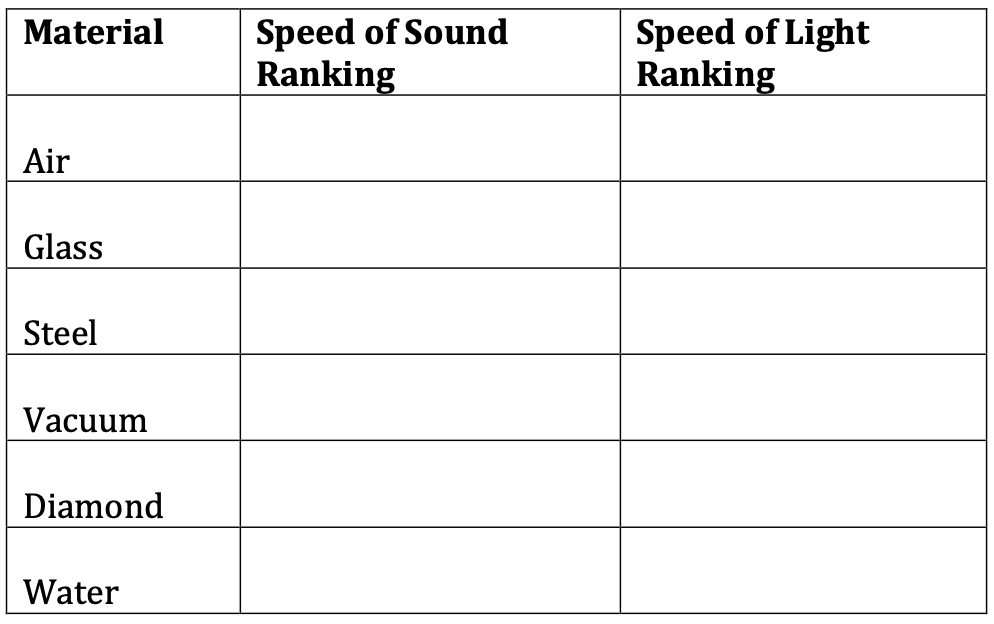 Material
Speed of Sound
Ranking
Speed of Light
Ranking
Air
Glass
Steel
Vacuum
Diamond
Water